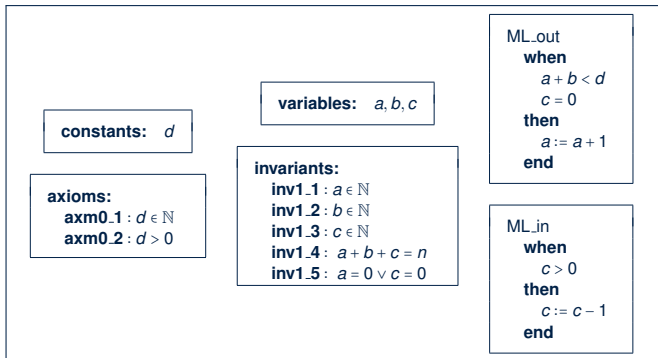 constants: d
axioms:
axm0_1 : d ∈ ℕ
axm0_2 : d > 0
variables: a, b, c
invariants:
inv1_1 : a ∈ ℕ
inv1_2 : b ∈ ℕ
inv1_3 : c ∈ ℕ
inv1_4 : a + b + c = n
inv1_5 : a = 0 ∨ c = 0
ML_out
when
a + b < d
c = 0
then
a := a + 1
end
ML_in
when
c > 0
then
c := c − 1
end